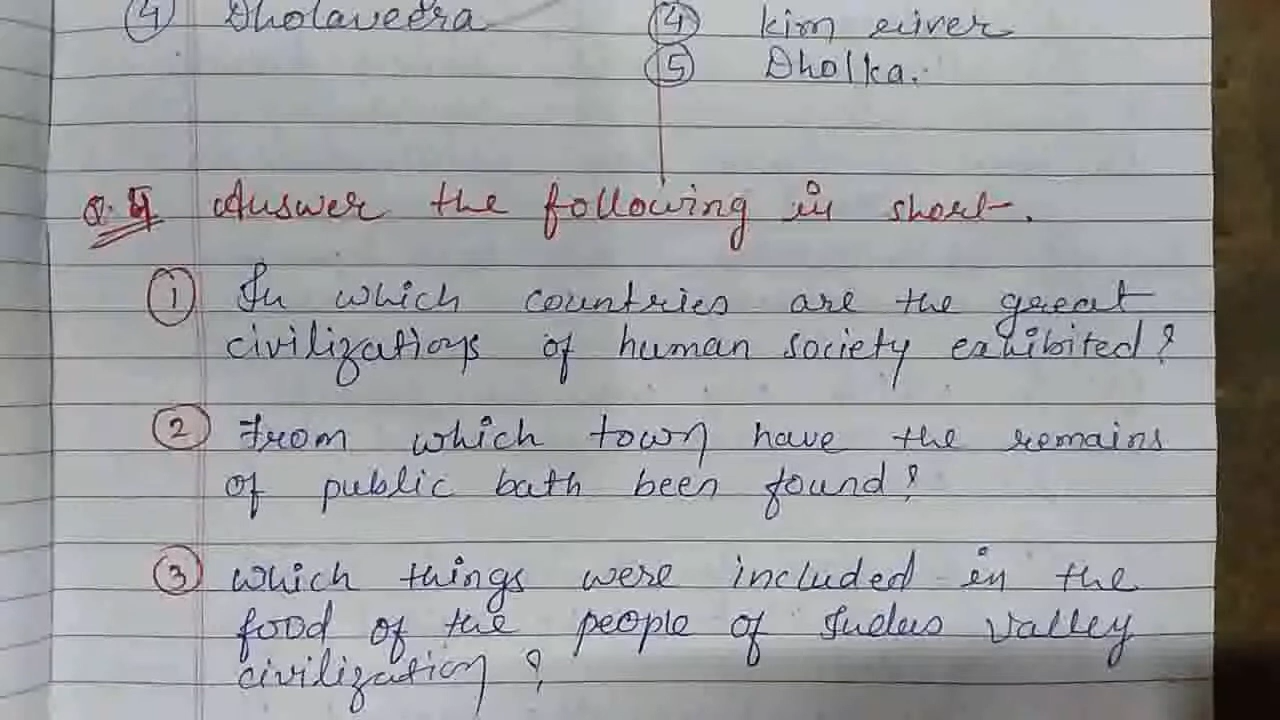 ④ Dholaveera ④ kim river
⑤ Dholka.
Q.4 Answer the following in short.
① In which countries are the great
civilizations of human society exhibited?
② From which town have the remains
of public bath been found?
③ which things were included in the
food of the people of Indus Valley
civilization?